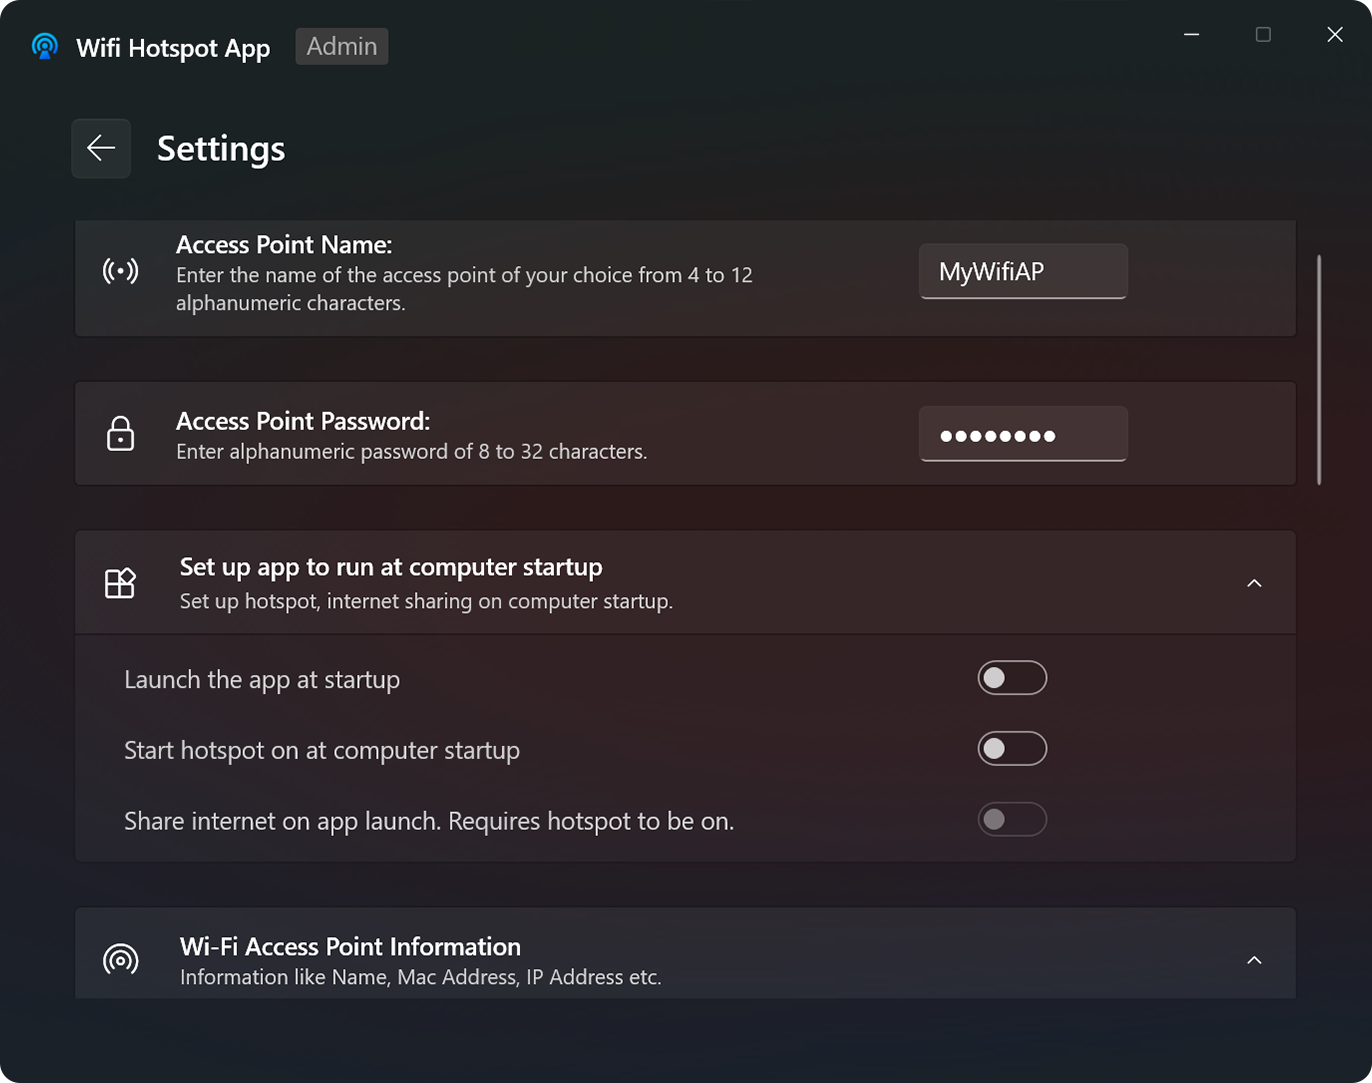 Wifi Hotspot App
Admin
Settings
Access Point Name:
Enter the name of the access point of your choice from 4 to 12
alphanumeric characters.
MyWifiAP
Access Point Password:
Enter alphanumeric password of 8 to 32 characters.
●●●●●●●●
Set up app to run at computer startup
Set up hotspot, internet sharing on computer startup.
Launch the app at startup
Start hotspot on at computer startup
Share internet on app launch. Requires hotspot to be on.
Wi-Fi Access Point Information
Information like Name, Mac Address, IP Address etc.